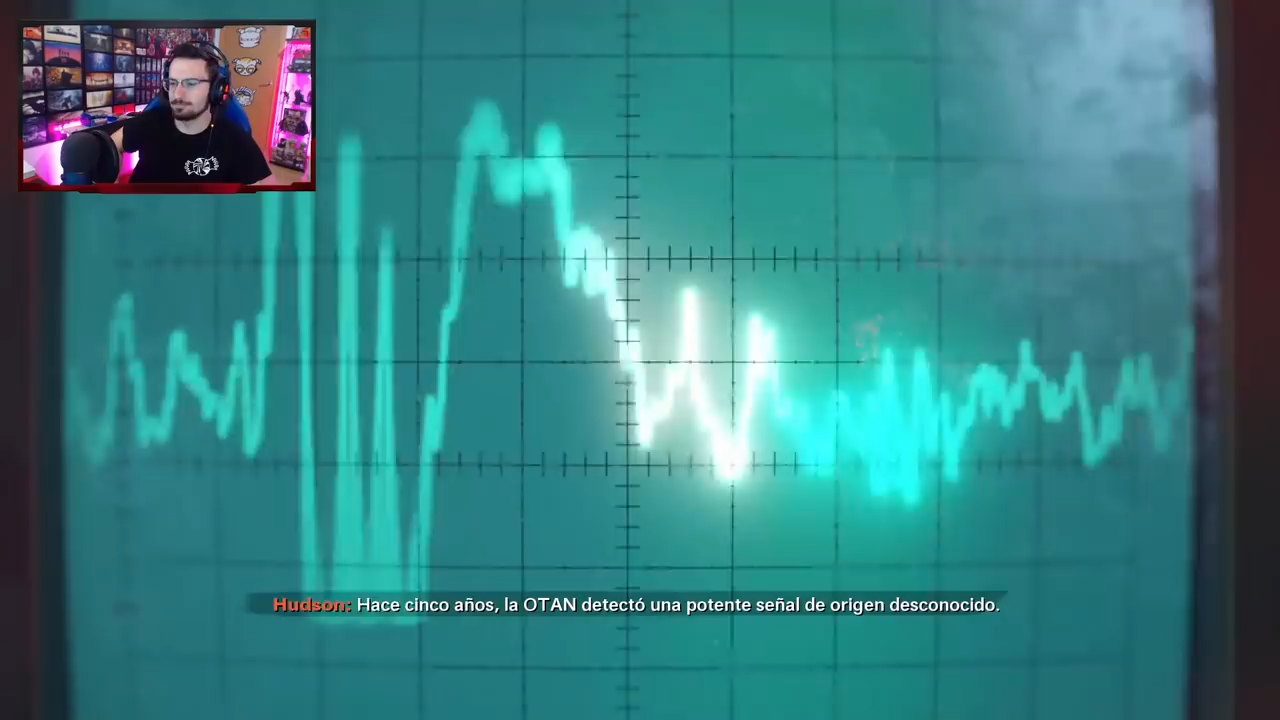 Hudson: Hace cinco años, la OTAN detectó una potente señal de origen desconocido.